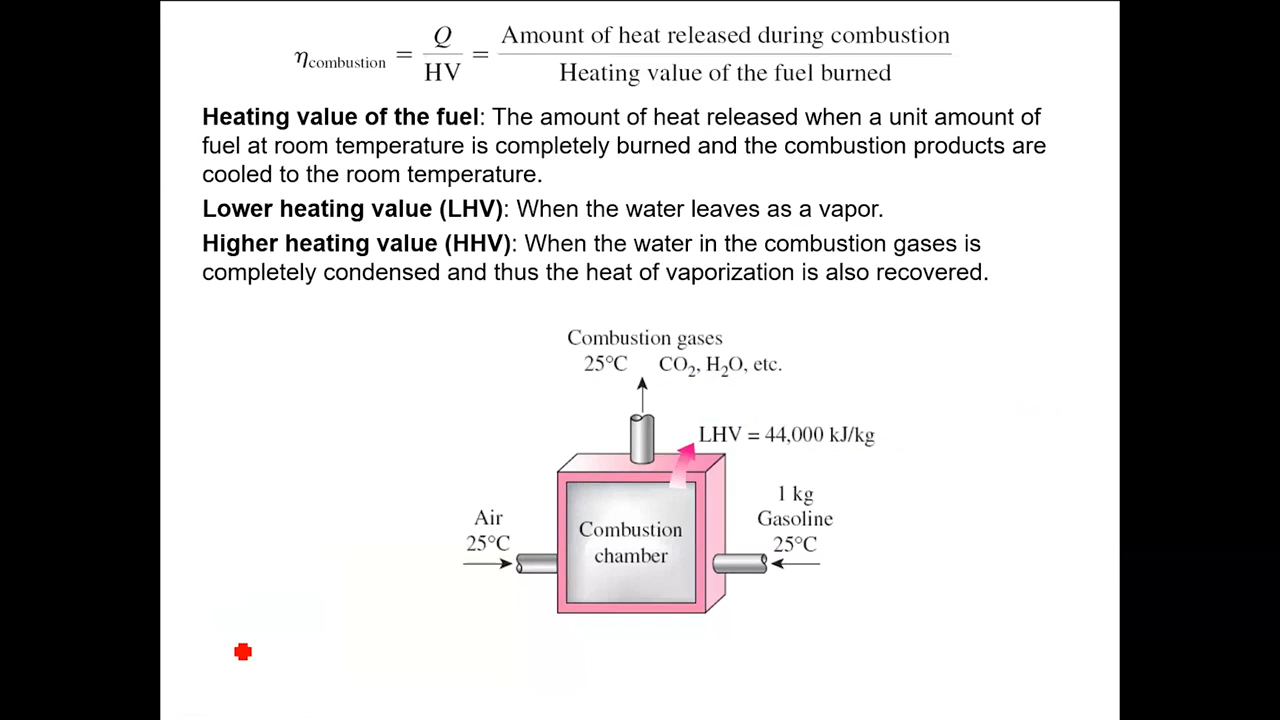 η_combustion = Q / HV = Amount of heat released during combustion / Heating value of the fuel burned
Heating value of the fuel: The amount of heat released when a unit amount of
fuel at room temperature is completely burned and the combustion products are
cooled to the room temperature.
Lower heating value (LHV): When the water leaves as a vapor.
Higher heating value (HHV): When the water in the combustion gases is
completely condensed and thus the heat of vaporization is also recovered.
Combustion gases
25°C CO₂, H₂O, etc.
LHV = 44,000 kJ/kg
Air
25°C
Combustion
chamber
1 kg
Gasoline
25°C